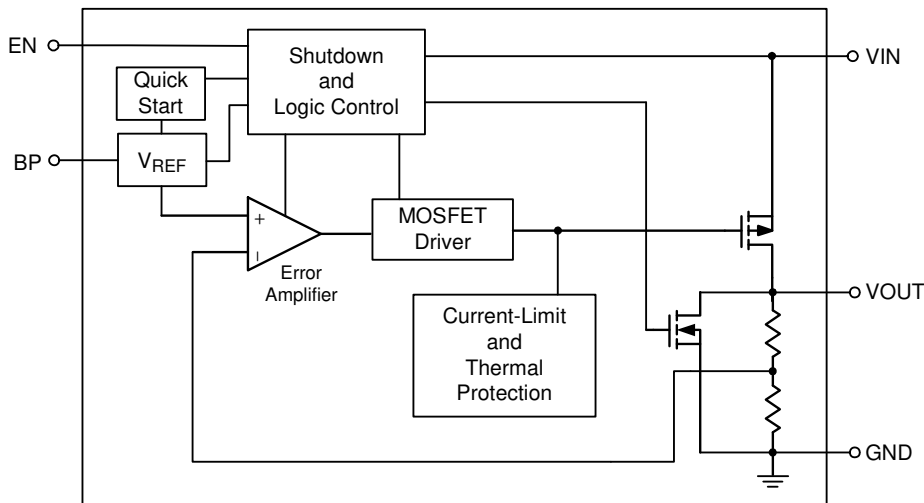 EN
Shutdown
and
Logic Control
VIN
Quick
Start
BP
VREF
+
−
Error
Amplifier
MOSFET
Driver
Current-Limit
and
Thermal
Protection
VOUT
GND